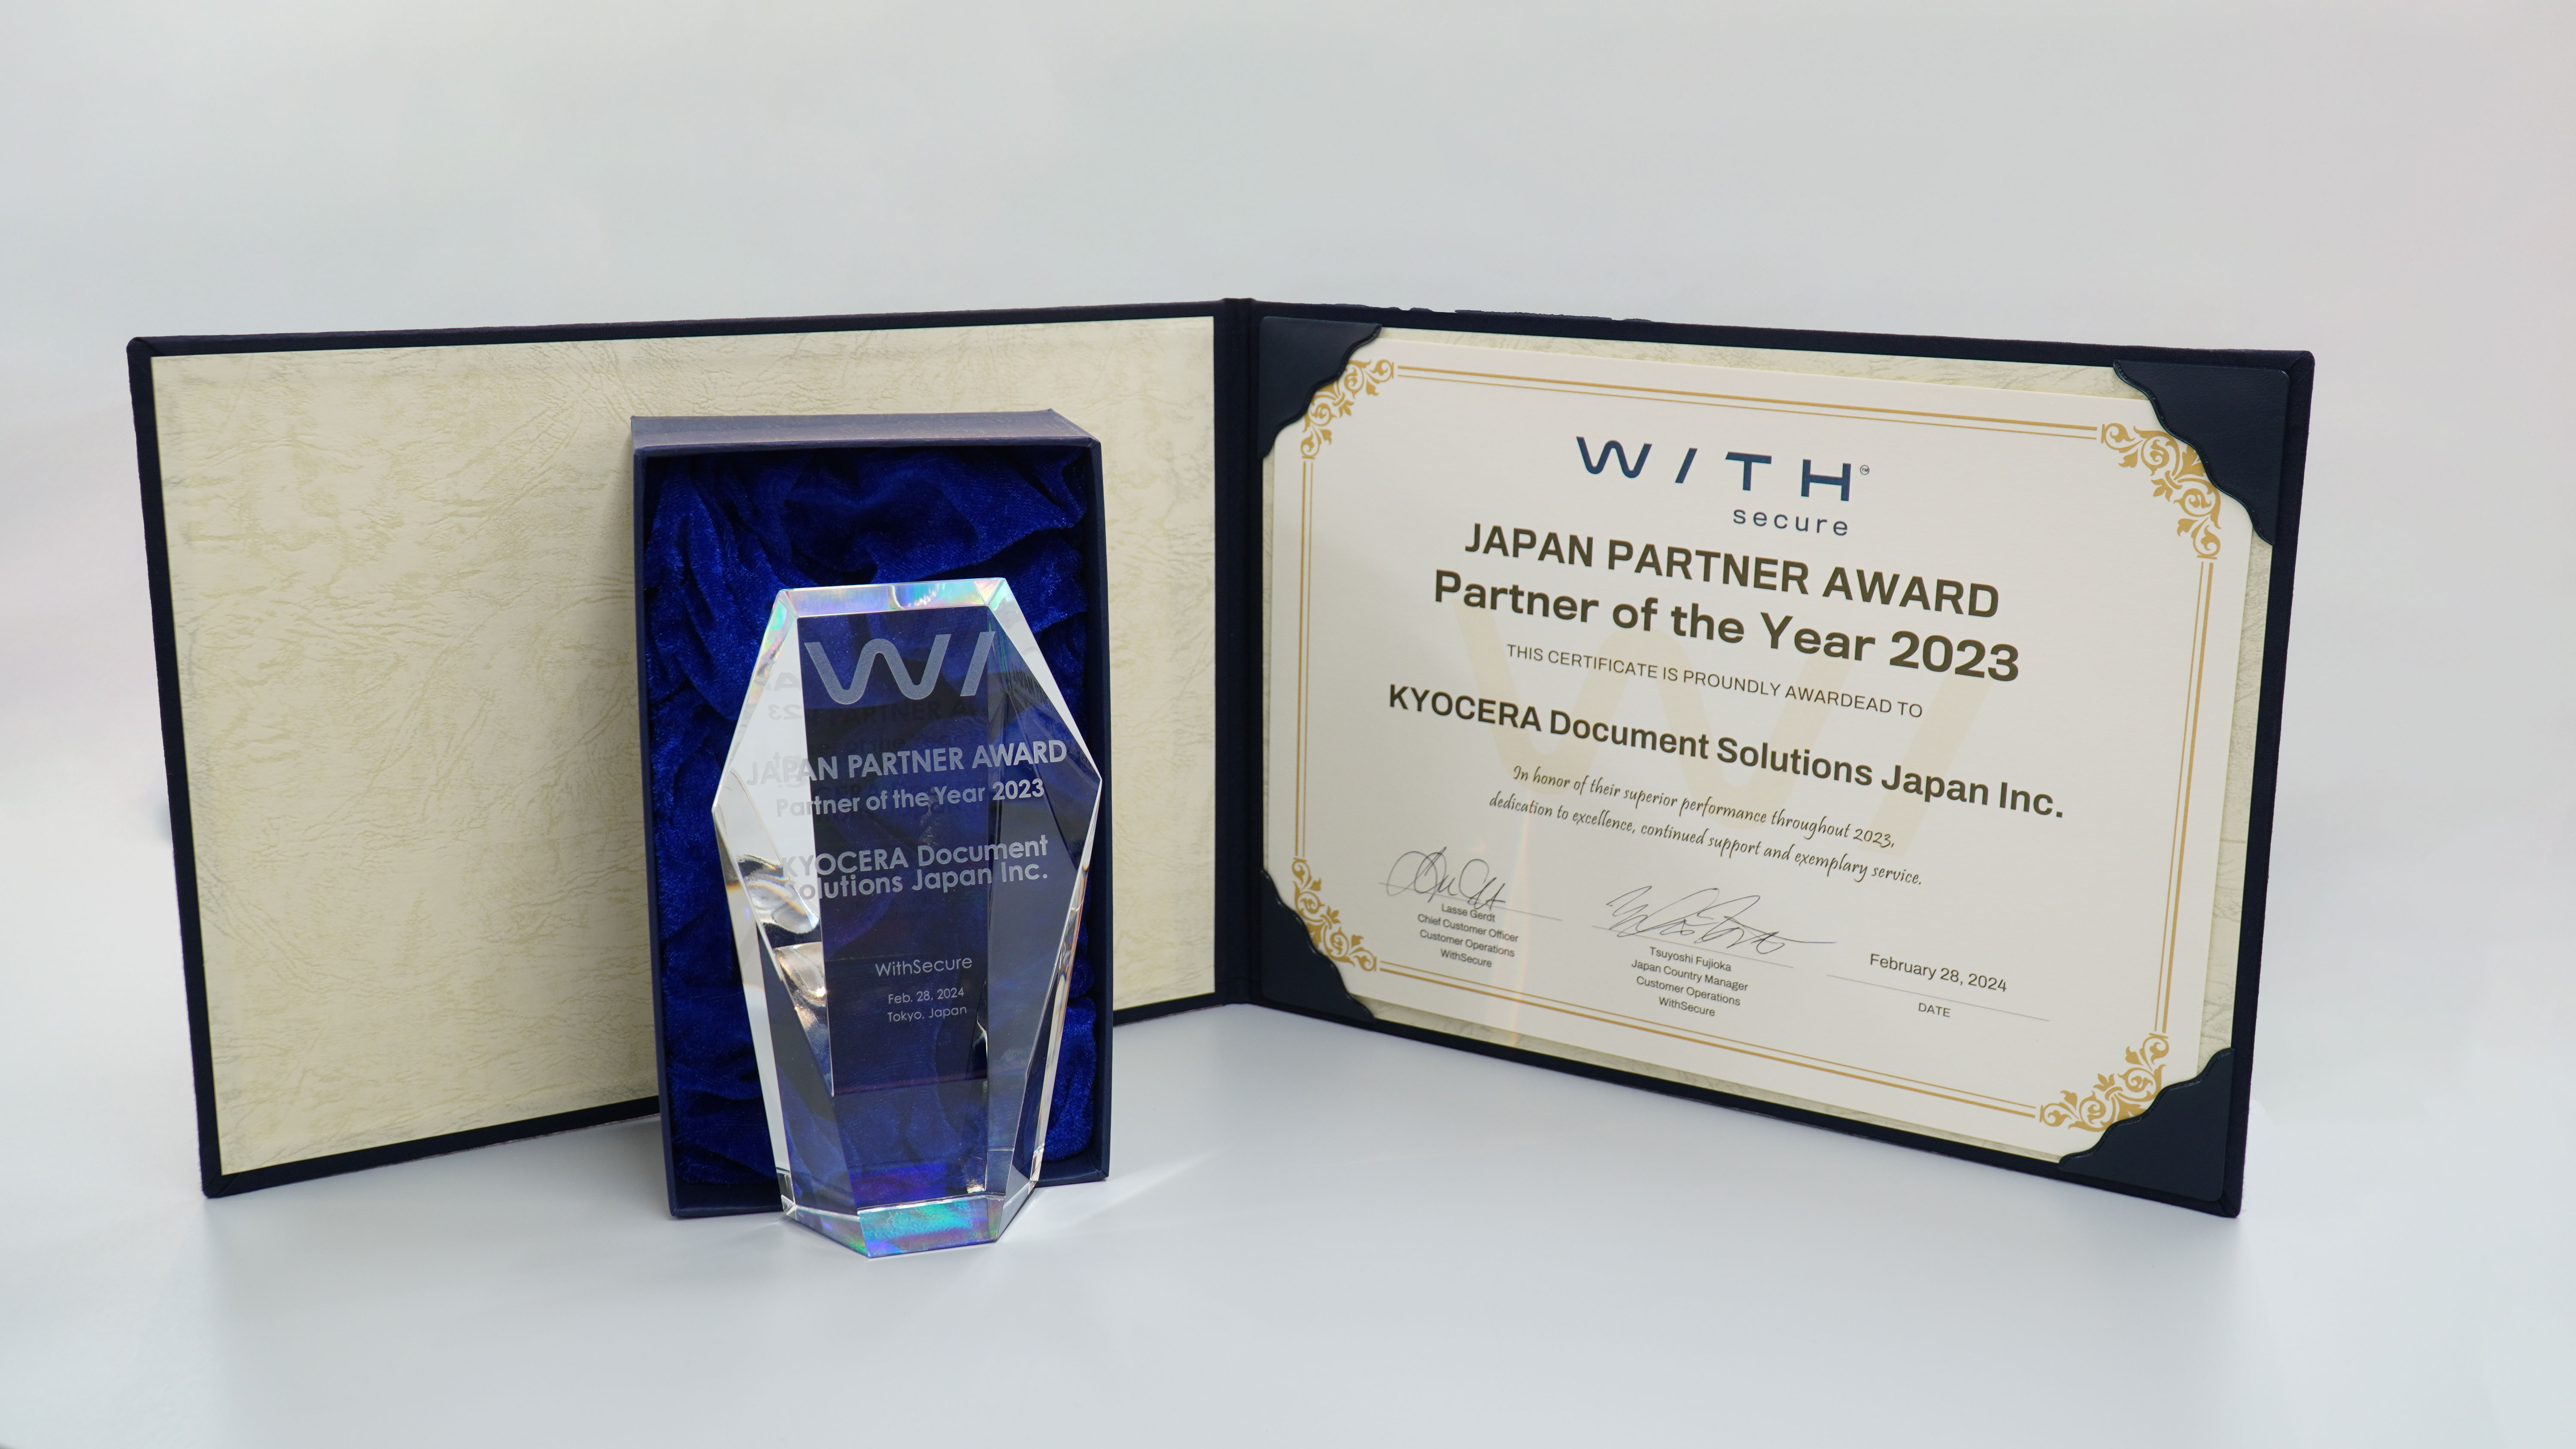 W/
JAPAN PARTNER AWARD
Partner of the Year 2023
KYOCERA Document
Solutions Japan Inc.
WithSecure
Feb. 28, 2024
Tokyo, Japan
W/TH™
secure
JAPAN PARTNER AWARD
Partner of the Year 2023
THIS CERTIFICATE IS PROUNDLY AWARDEAD TO
KYOCERA Document Solutions Japan Inc.
In honor of their superior performance throughout 2023,
dedication to excellence, continued support and exemplary service.
Lasse Gerdt
Chief Customer Officer
Customer Operations
WithSecure
Tsuyoshi Fujioka
Japan Country Manager
Customer Operations
WithSecure
February 28, 2024
DATE